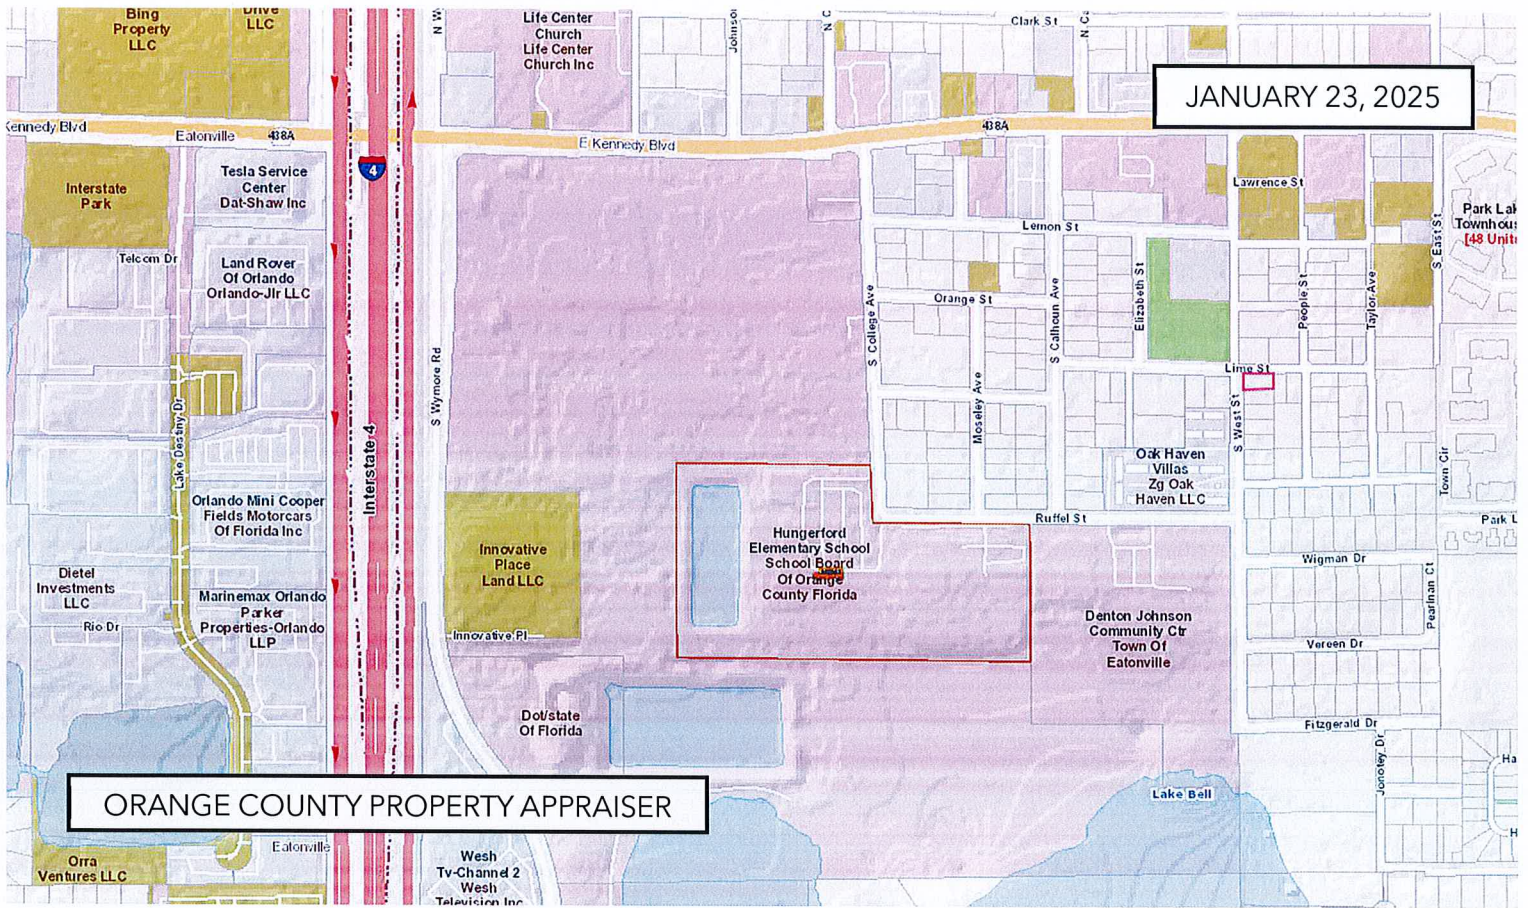 Bing
Property
LLC
Drive
LLC
N W
Life Center
Church
Life Center
Church Inc
Johnso
N C
Clark St
N C
JANUARY 23, 2025
Kennedy Blvd
Eatonville
438A
E Kennedy Blvd
438A
4
Interstate
Park
Tesla Service
Center
Dat-Shaw Inc
Lawrence St
Park Lak
Townhous
[48 Units
S East St
Lemon St
Telcom Dr
Land Rover
Of Orlando
Orlando-Jlr LLC
Orange St
S College Ave
S Calhoun Ave
Elizabeth St
People St
Taylor Ave
Lime St
S Wymore Rd
Moseley Ave
S West St
Lake Destiny Dr
Interstate 4
Oak Haven
Villas
Zg Oak
Haven LLC
Town Cir
Orlando Mini Cooper
Fields Motorcars
Of Florida Inc
Ruffel St
Park L
Hungerford
Elementary School
School Board
Of Orange
County Florida
Innovative
Place
Land LLC
Wigman Dr
Dietel
Investments
LLC
Marinemax Orlando
Parker
Properties-Orlando
LLP
Pearlnan Ct
Rio Dr
Innovative Pl
Denton Johnson
Community Ctr
Town Of
Eatonville
Vereen Dr
Dot/state
Of Florida
Fitzgerald Dr
Jonotey Dr
Ha
ORANGE COUNTY PROPERTY APPRAISER
Lake Bell
H
Eatonville
Orra
Ventures LLC
Wesh
Tv-Channel 2
Wesh
Television Inc